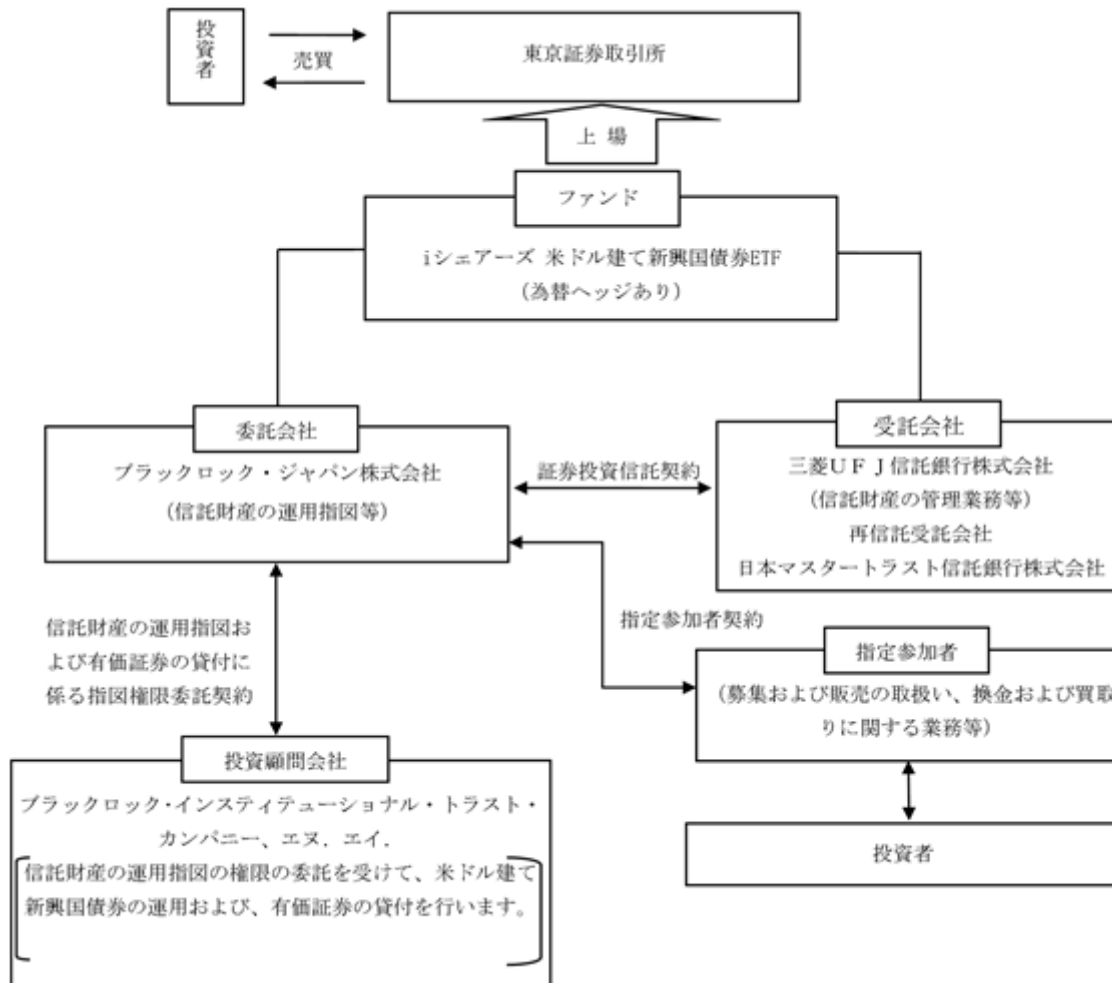 投資者
売買
東京証券取引所
上 場
ファンド
iシェアーズ 米ドル建て新興国債券ETF
（為替ヘッジあり）
委託会社
ブラックロック・ジャパン株式会社
（信託財産の運用指図等）
証券投資信託契約
受託会社
三菱ＵＦＪ信託銀行株式会社
（信託財産の管理業務等）
再信託受託会社
日本マスタートラスト信託銀行株式会社
信託財産の運用指図お
よび有価証券の貸付に
係る指図権限委託契約
指定参加者契約
指定参加者
（募集および販売の取扱い、換金および買取
りに関する業務等）
投資顧問会社
ブラックロック・インスティテューショナル・トラスト・
カンパニー、エヌ．エイ．
信託財産の運用指図の権限の委託を受けて、米ドル建て
新興国債券の運用および、有価証券の貸付を行います。
投資者